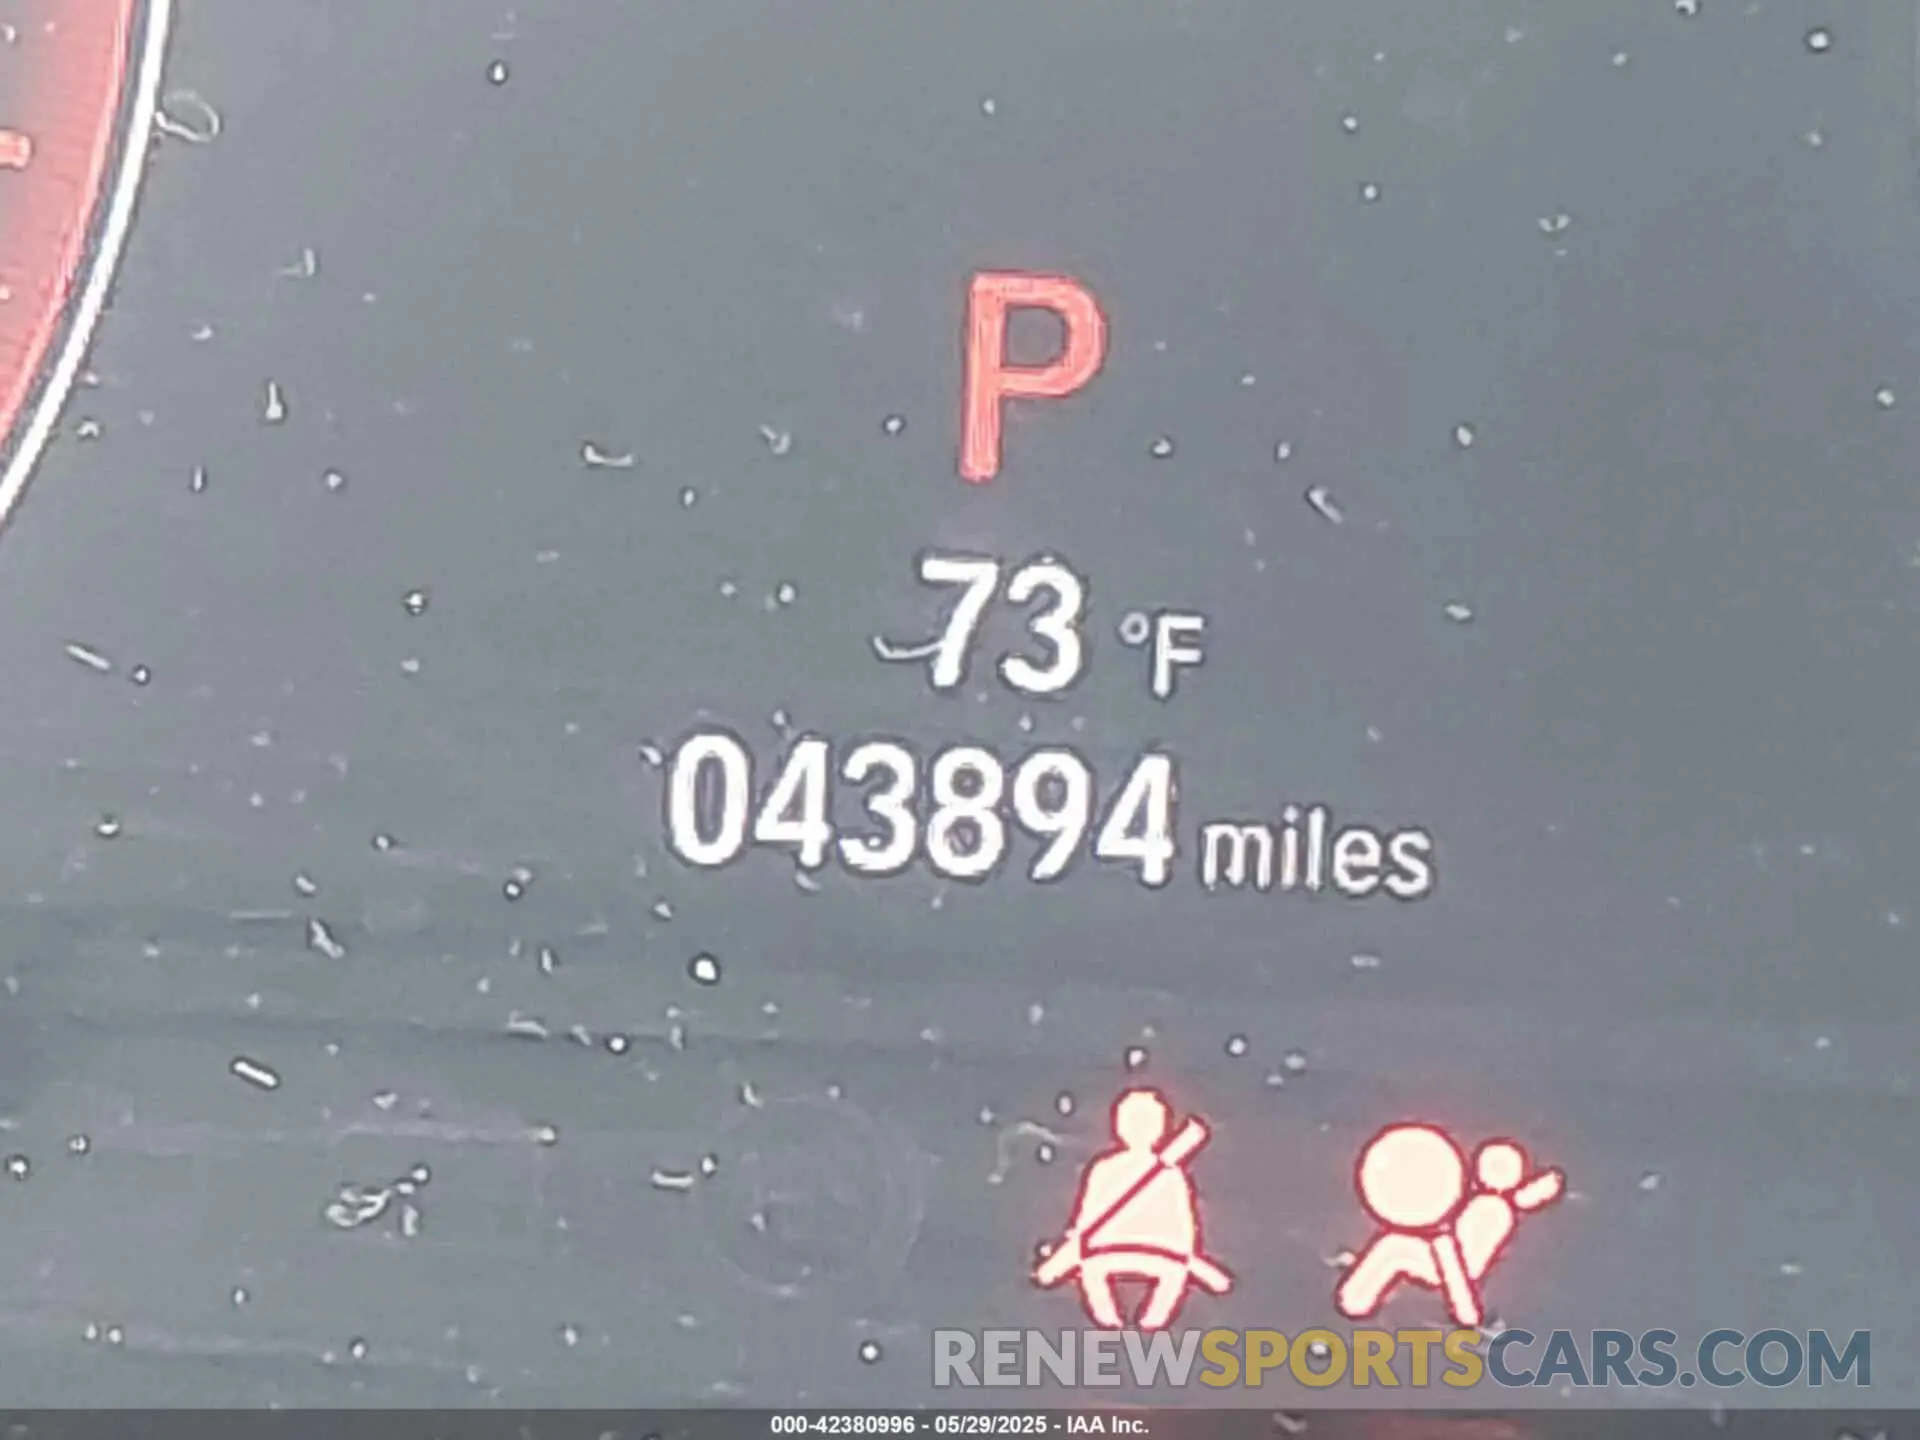 P
73 °F
043894 miles
RENEWSPORTSCARS.COM
000-42380996 - 05/29/2025 - IAA Inc.